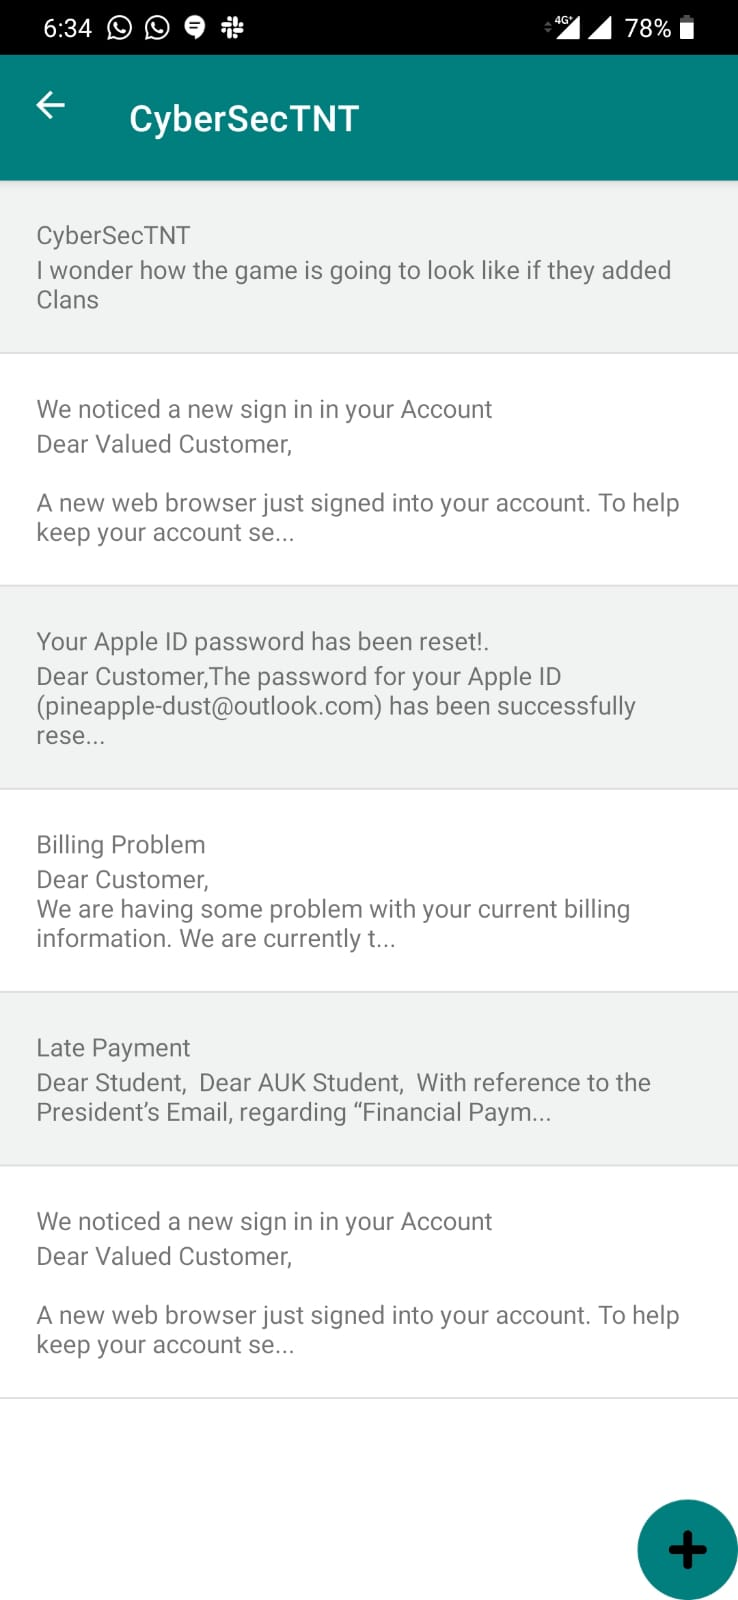 6:34
4G+
78%
CyberSecTNT
CyberSecTNT
I wonder how the game is going to look like if they added
Clans
We noticed a new sign in in your Account
Dear Valued Customer,
A new web browser just signed into your account. To help
keep your account se...
Your Apple ID password has been reset!.
Dear Customer,The password for your Apple ID
(pineapple-dust@outlook.com) has been successfully
rese...
Billing Problem
Dear Customer,
We are having some problem with your current billing
information. We are currently t...
Late Payment
Dear Student,  Dear AUK Student,  With reference to the
President’s Email, regarding “Financial Paym...
We noticed a new sign in in your Account
Dear Valued Customer,
A new web browser just signed into your account. To help
keep your account se...